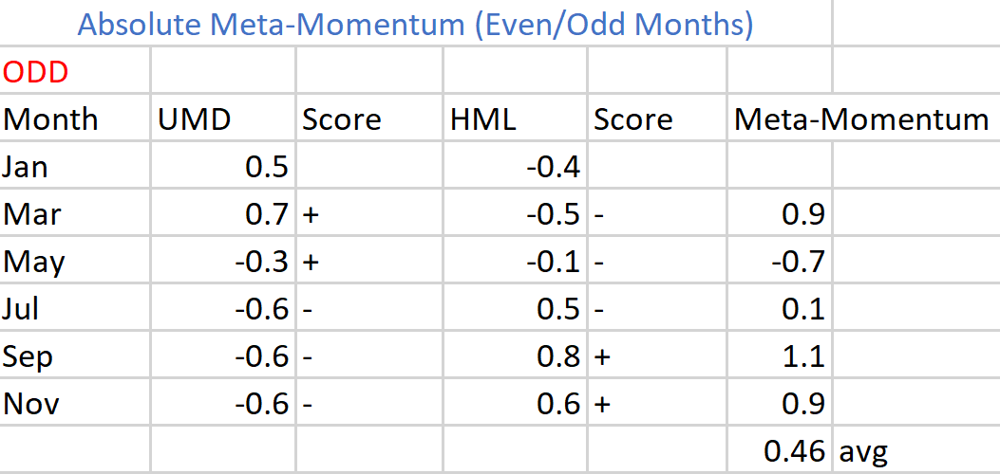 Absolute Meta-Momentum (Even/Odd Months)
ODD
Month UMD Score HML Score Meta-Momentum
Jan 0.5 -0.4
Mar 0.7 + -0.5 - 0.9
May -0.3 + -0.1 - -0.7
Jul -0.6 - 0.5 - 0.1
Sep -0.6 - 0.8 + 1.1
Nov -0.6 - 0.6 + 0.9
0.46 avg